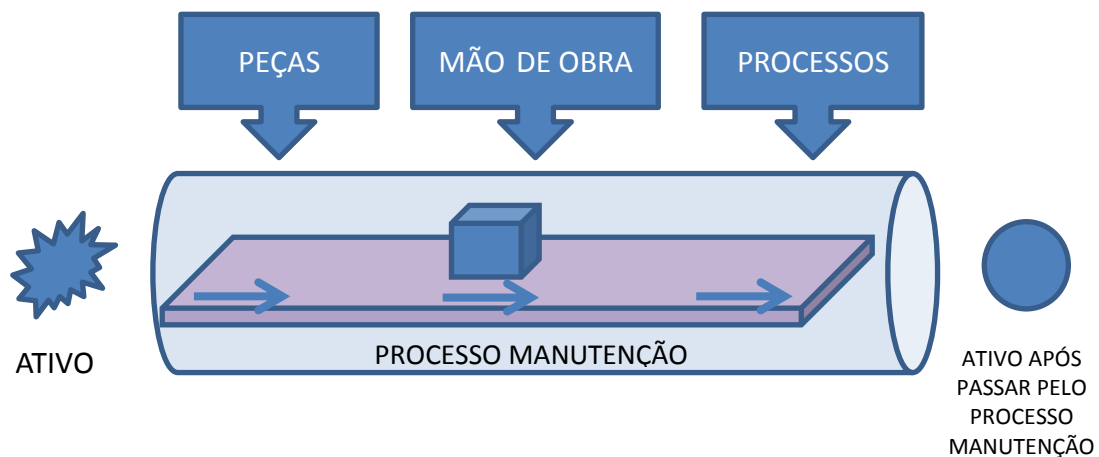 PEÇAS
MÃO DE OBRA
PROCESSOS
ATIVO
PROCESSO MANUTENÇÃO
ATIVO APÓS
PASSAR PELO
PROCESSO
MANUTENÇÃO